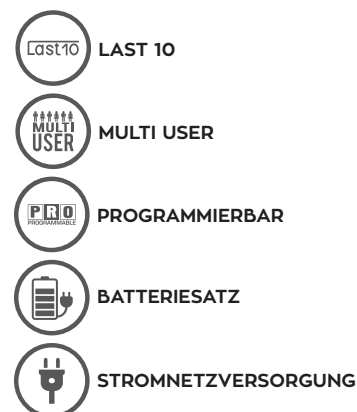 Last10 LAST 10
MULTI
USER MULTI USER
PRO
PROGRAMMABLE PROGRAMMIERBAR
BATTERIESATZ
STROMNETZVERSORGUNG